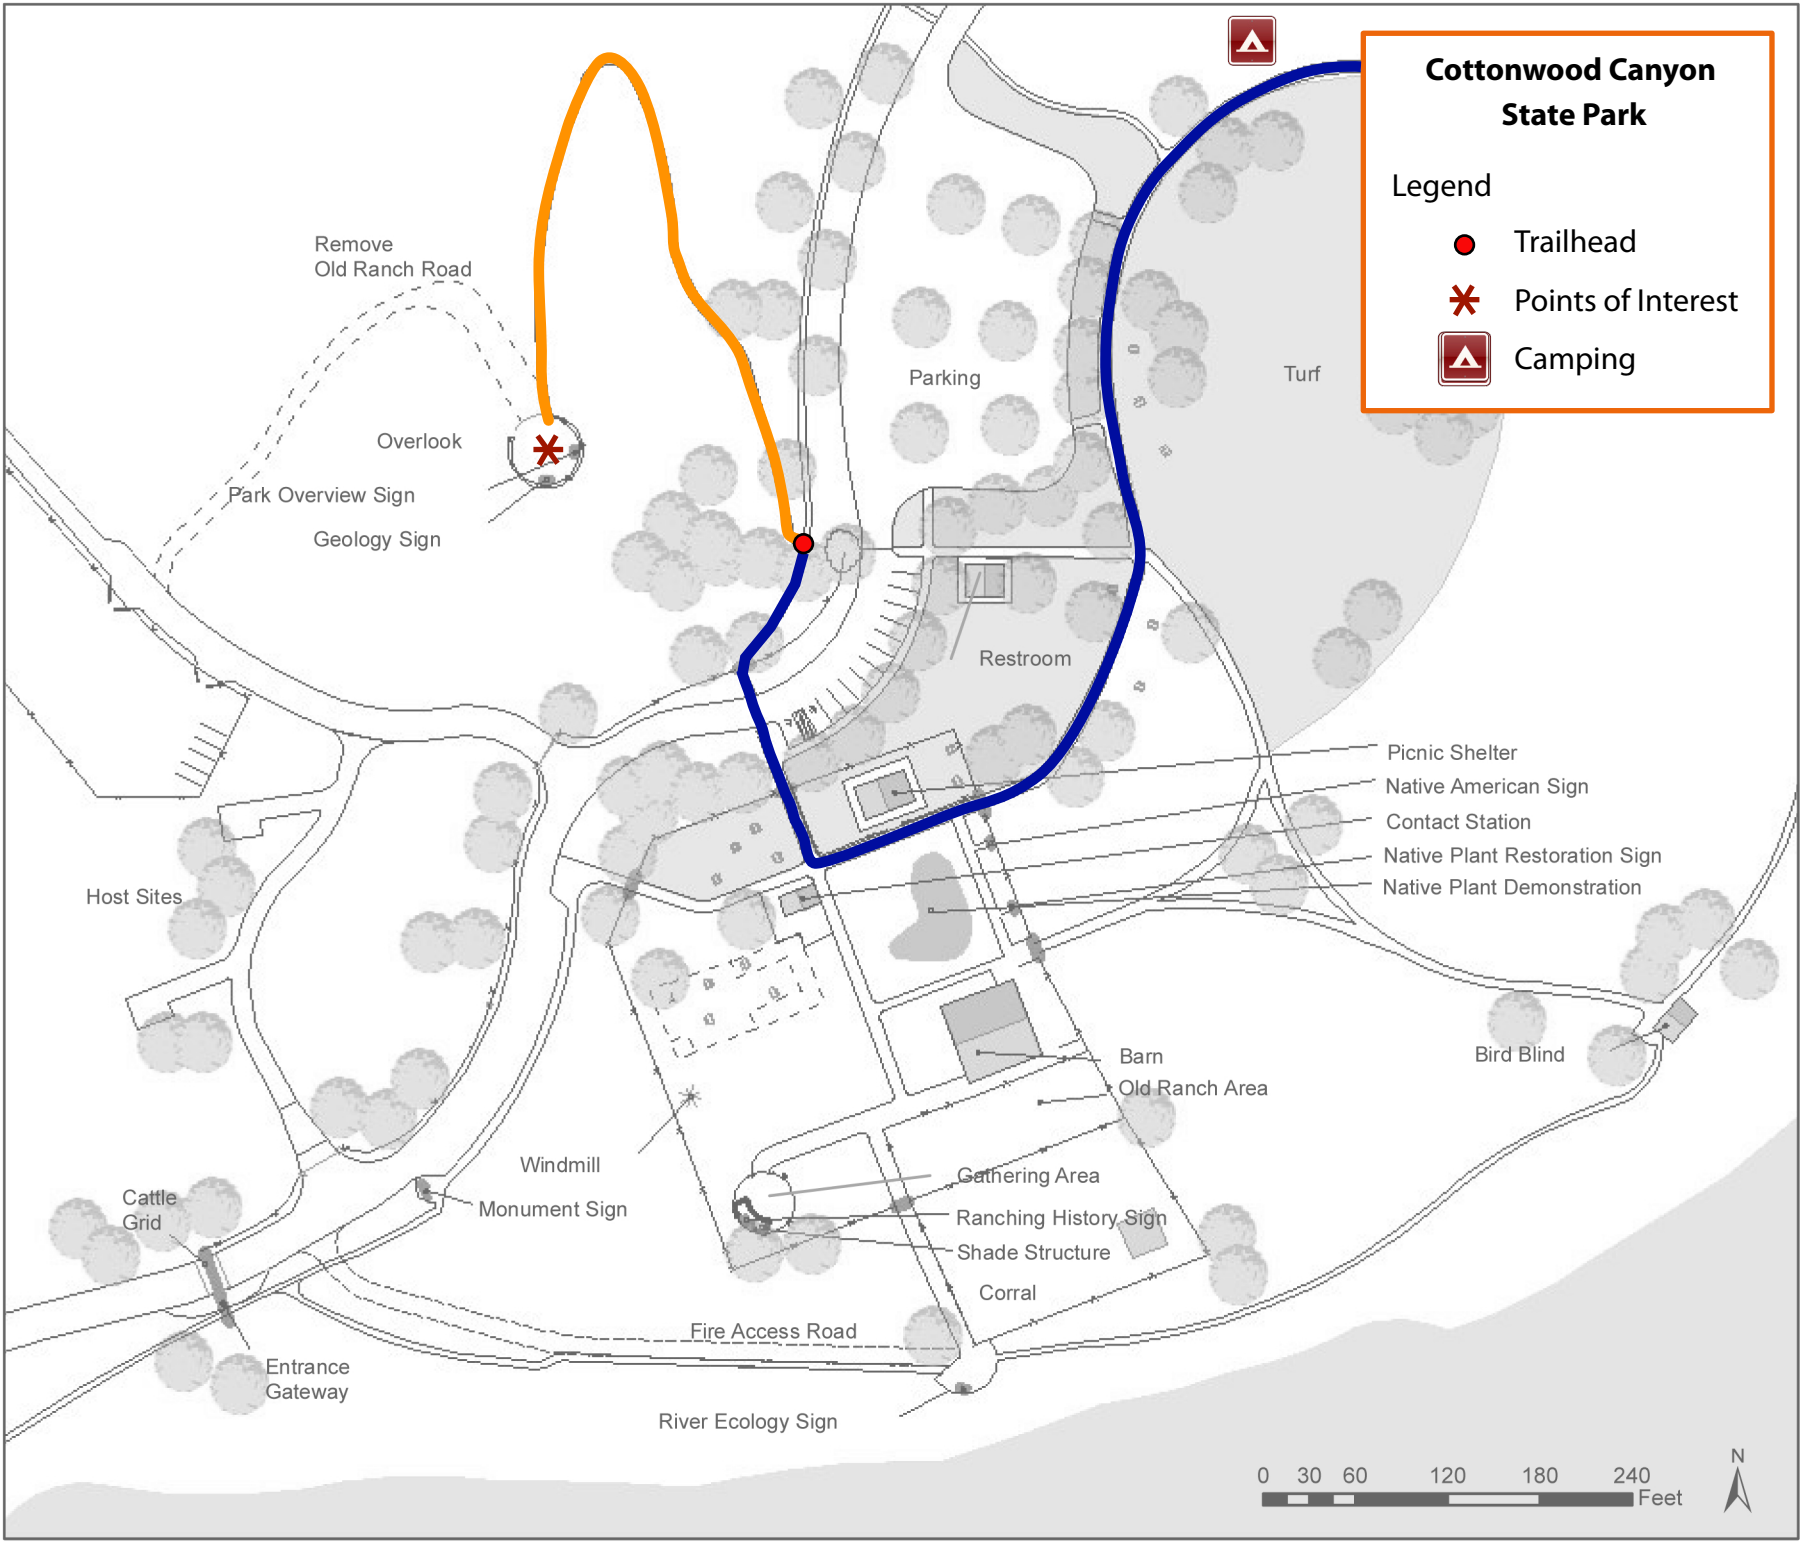 Cottonwood Canyon
State Park
Legend
Trailhead
Points of Interest
Camping
Remove
Old Ranch Road
Overlook
Park Overview Sign
Geology Sign
Parking
Turf
Restroom
Picnic Shelter
Native American Sign
Contact Station
Native Plant Restoration Sign
Native Plant Demonstration
Host Sites
Bird Blind
Barn
Old Ranch Area
Windmill
Gathering Area
Cattle
Grid
Monument Sign
Ranching History Sign
Shade Structure
Corral
Fire Access Road
Entrance
Gateway
River Ecology Sign
N
0 30 60 120 180 240
Feet